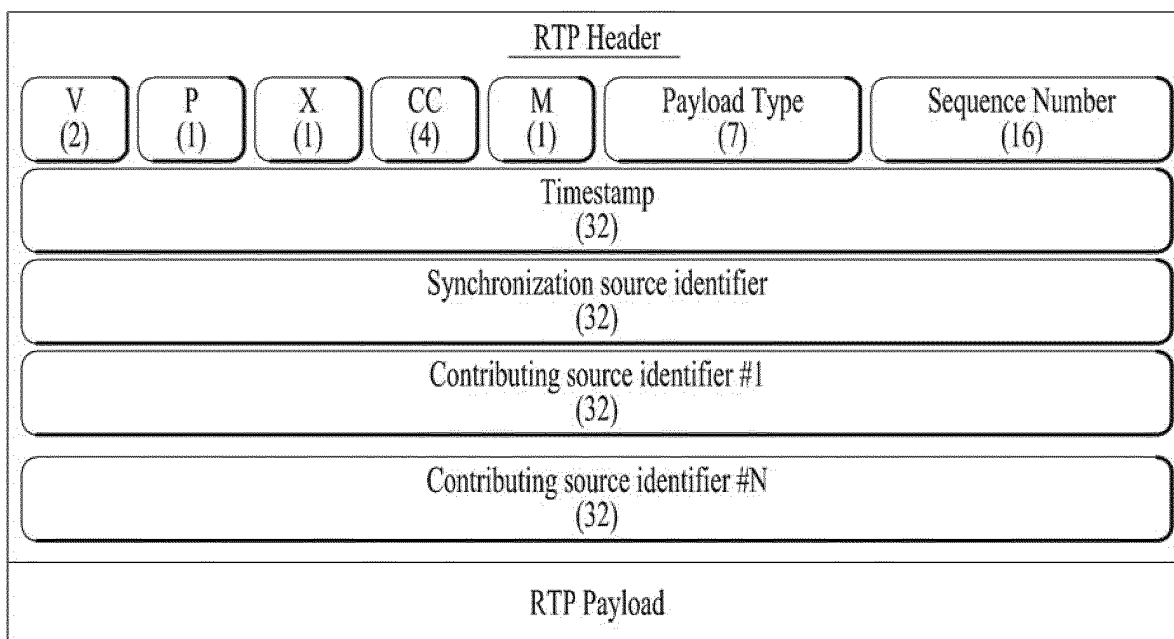 RTP Header
V P X CC M Payload Type Sequence Number
(2) (1) (1) (4) (1) (7) (16)
Timestamp
(32)
Synchronization source identifier
(32)
Contributing source identifier #1
(32)
Contributing source identifier #N
(32)
RTP Payload